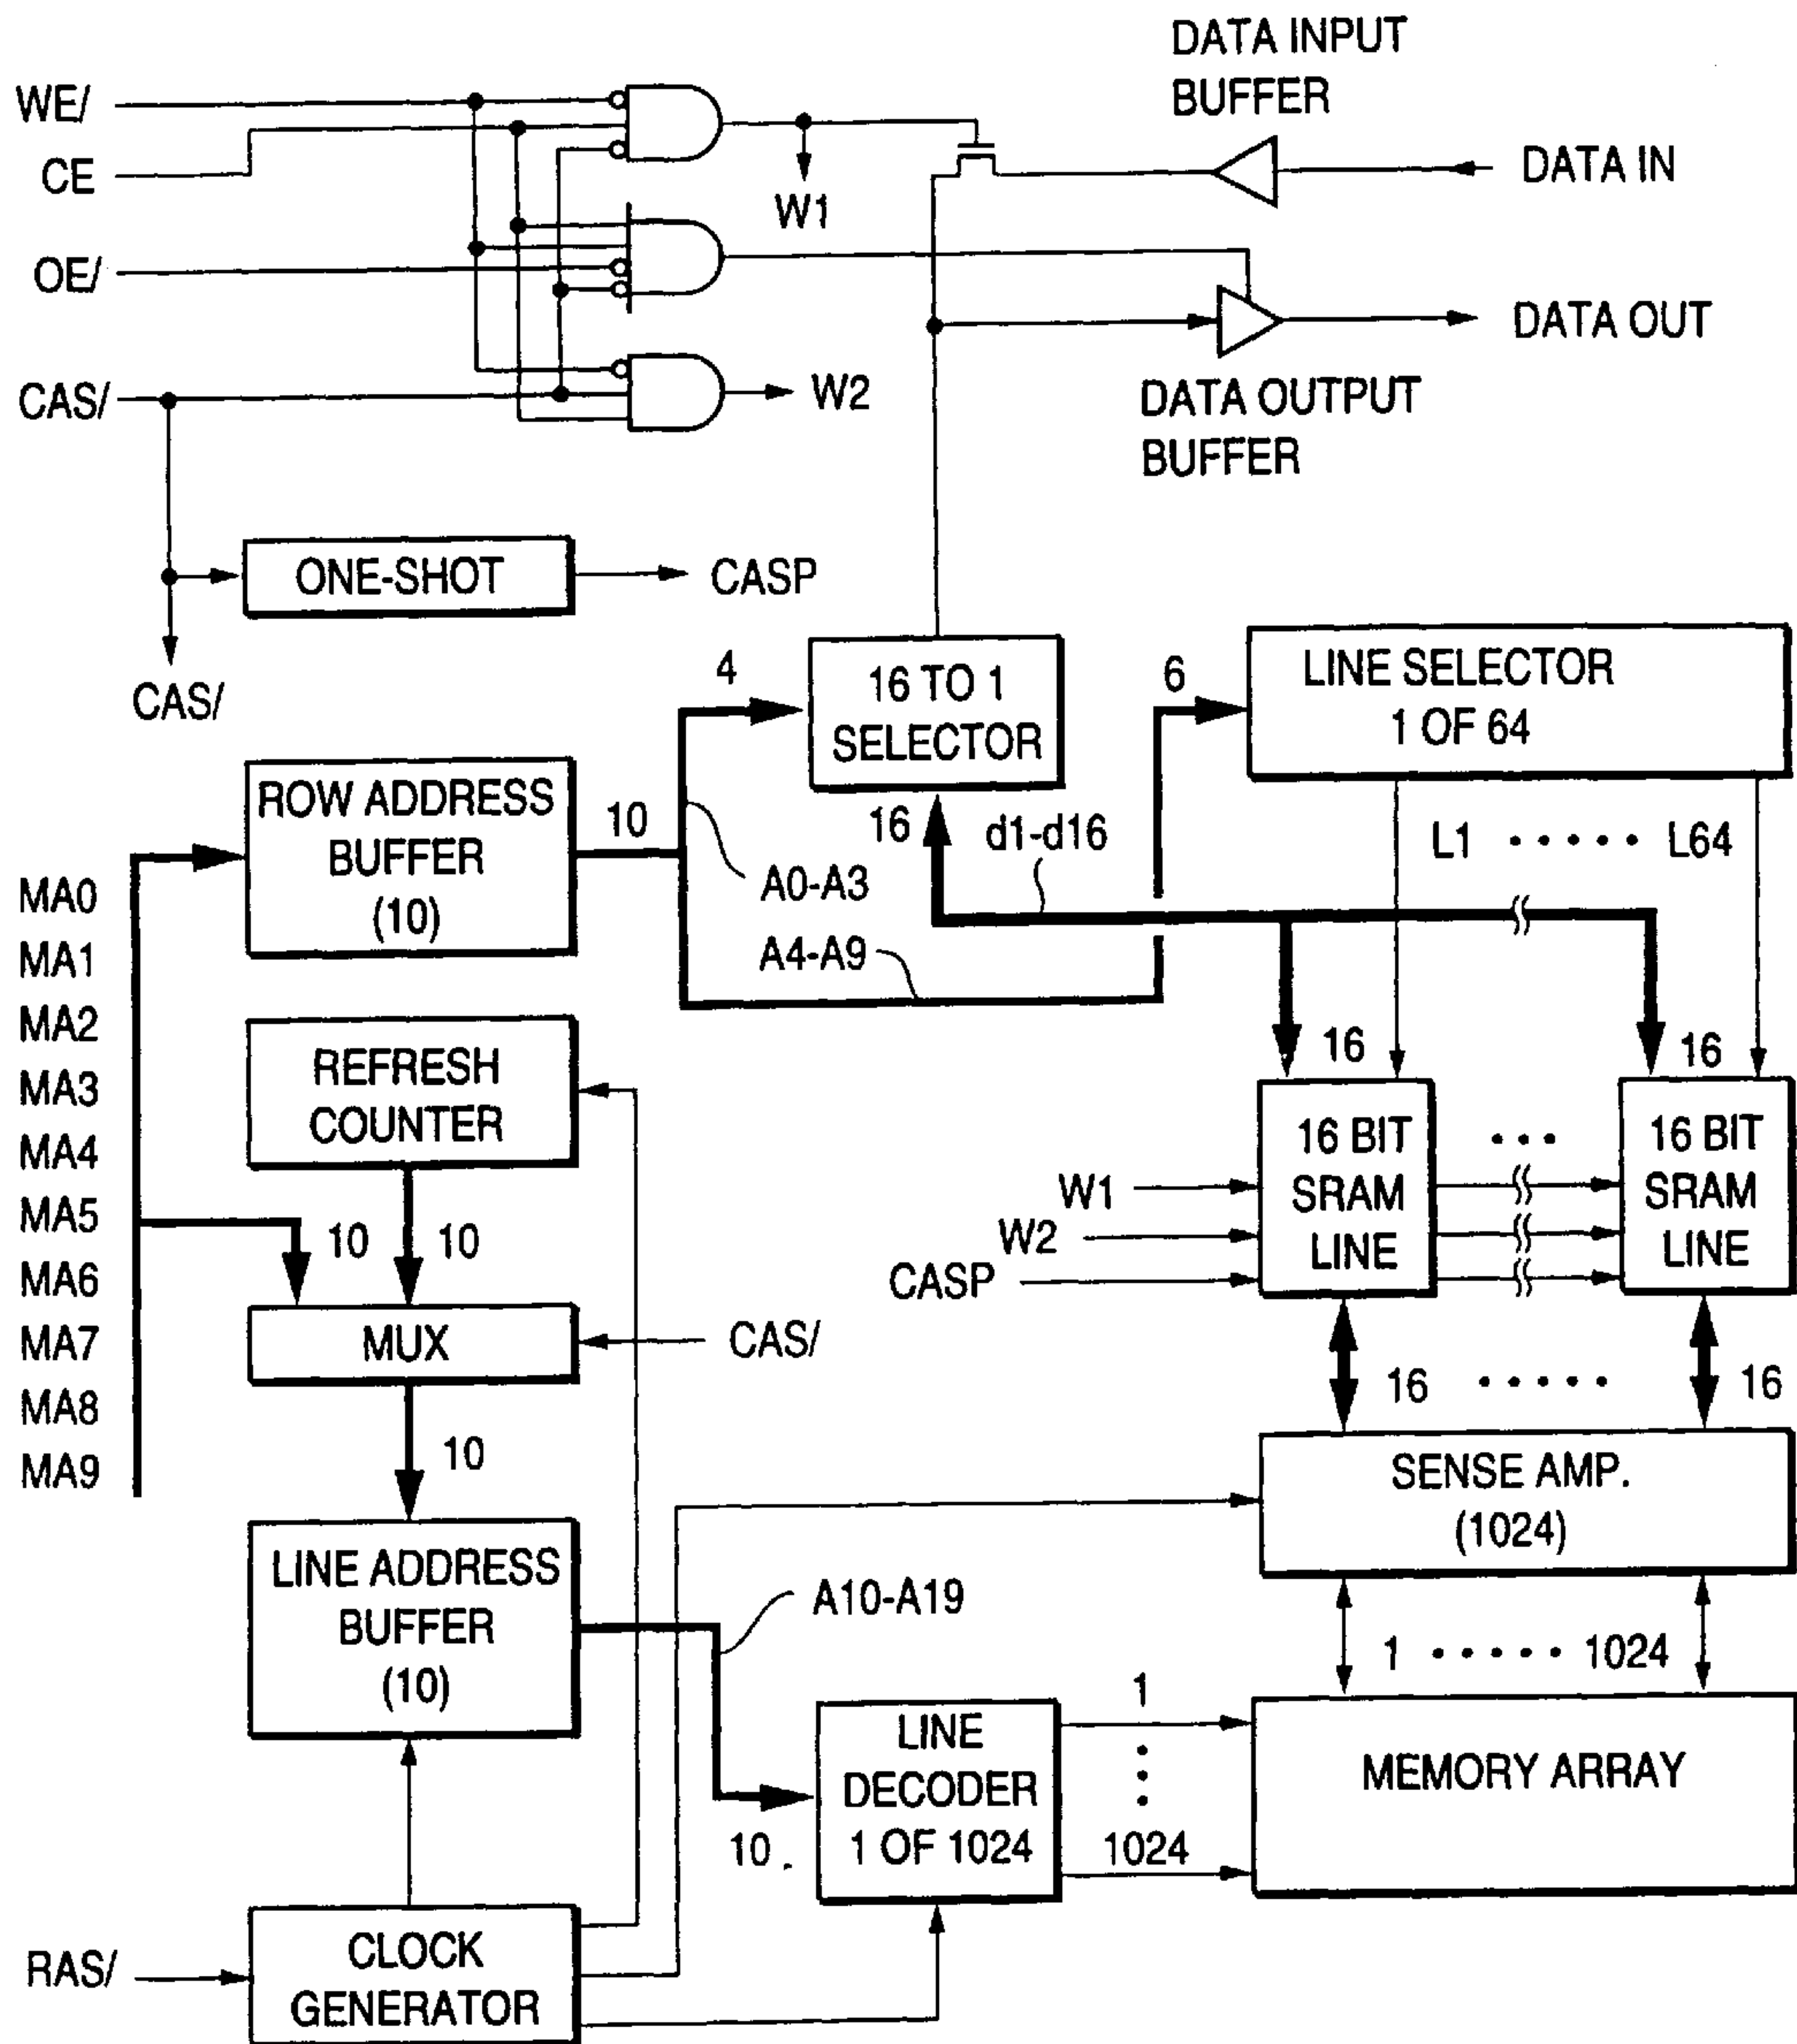 DATA INPUT
BUFFER
WE/
CE
DATA IN
W1
OE/
DATA OUT
CAS/
W2
DATA OUTPUT
BUFFER
ONE-SHOT
CASP
CAS/
4
16 TO 1
SELECTOR
6
LINE SELECTOR
1 OF 64
ROW ADDRESS
BUFFER
(10)
10
16
d1-d16
L1 • • • • • L64
A0-A3
A4-A9
MA0
MA1
MA2
MA3
MA4
MA5
MA6
MA7
MA8
MA9
REFRESH
COUNTER
10
10
MUX
CAS/
10
16
16
16 BIT
SRAM
LINE
• • •
16 BIT
SRAM
LINE
W1
W2
CASP
16 • • • • • 16
SENSE AMP.
(1024)
LINE ADDRESS
BUFFER
(10)
A10-A19
1 • • • • • 1024
10
LINE
DECODER
1 OF 1024
1
•
•
•
1024
MEMORY ARRAY
RAS/
CLOCK
GENERATOR